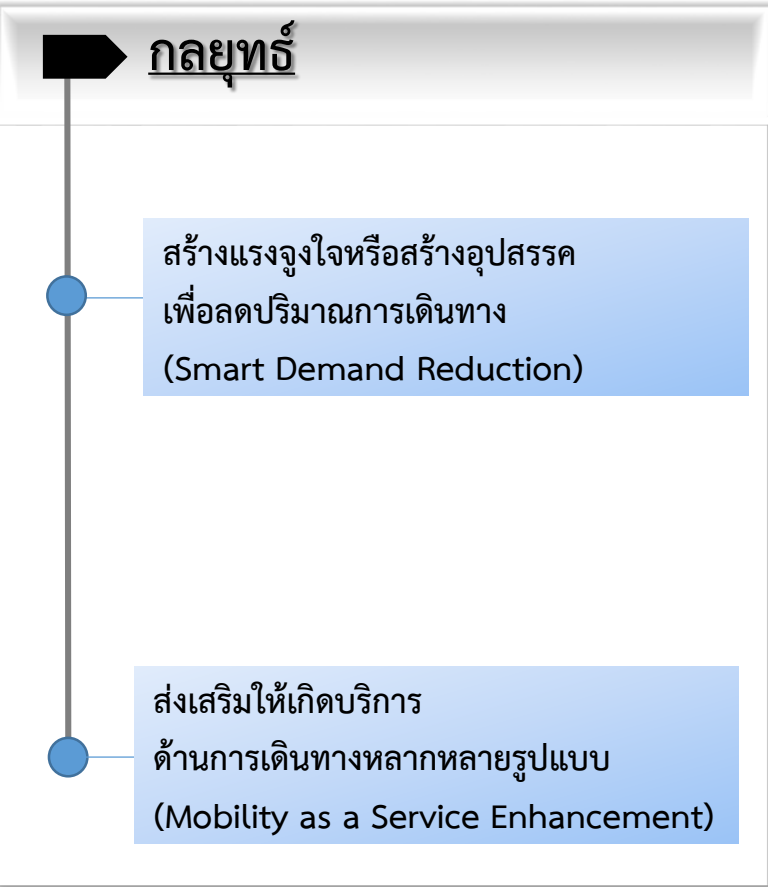 กลยุทธ์
สร้างแรงจูงใจหรือสร้างอุปสรรค
เพื่อลดปริมาณการเดินทาง
(Smart Demand Reduction)
ส่งเสริมให้เกิดบริการ
ด้านการเดินทางหลากหลายรูปแบบ
(Mobility as a Service Enhancement)